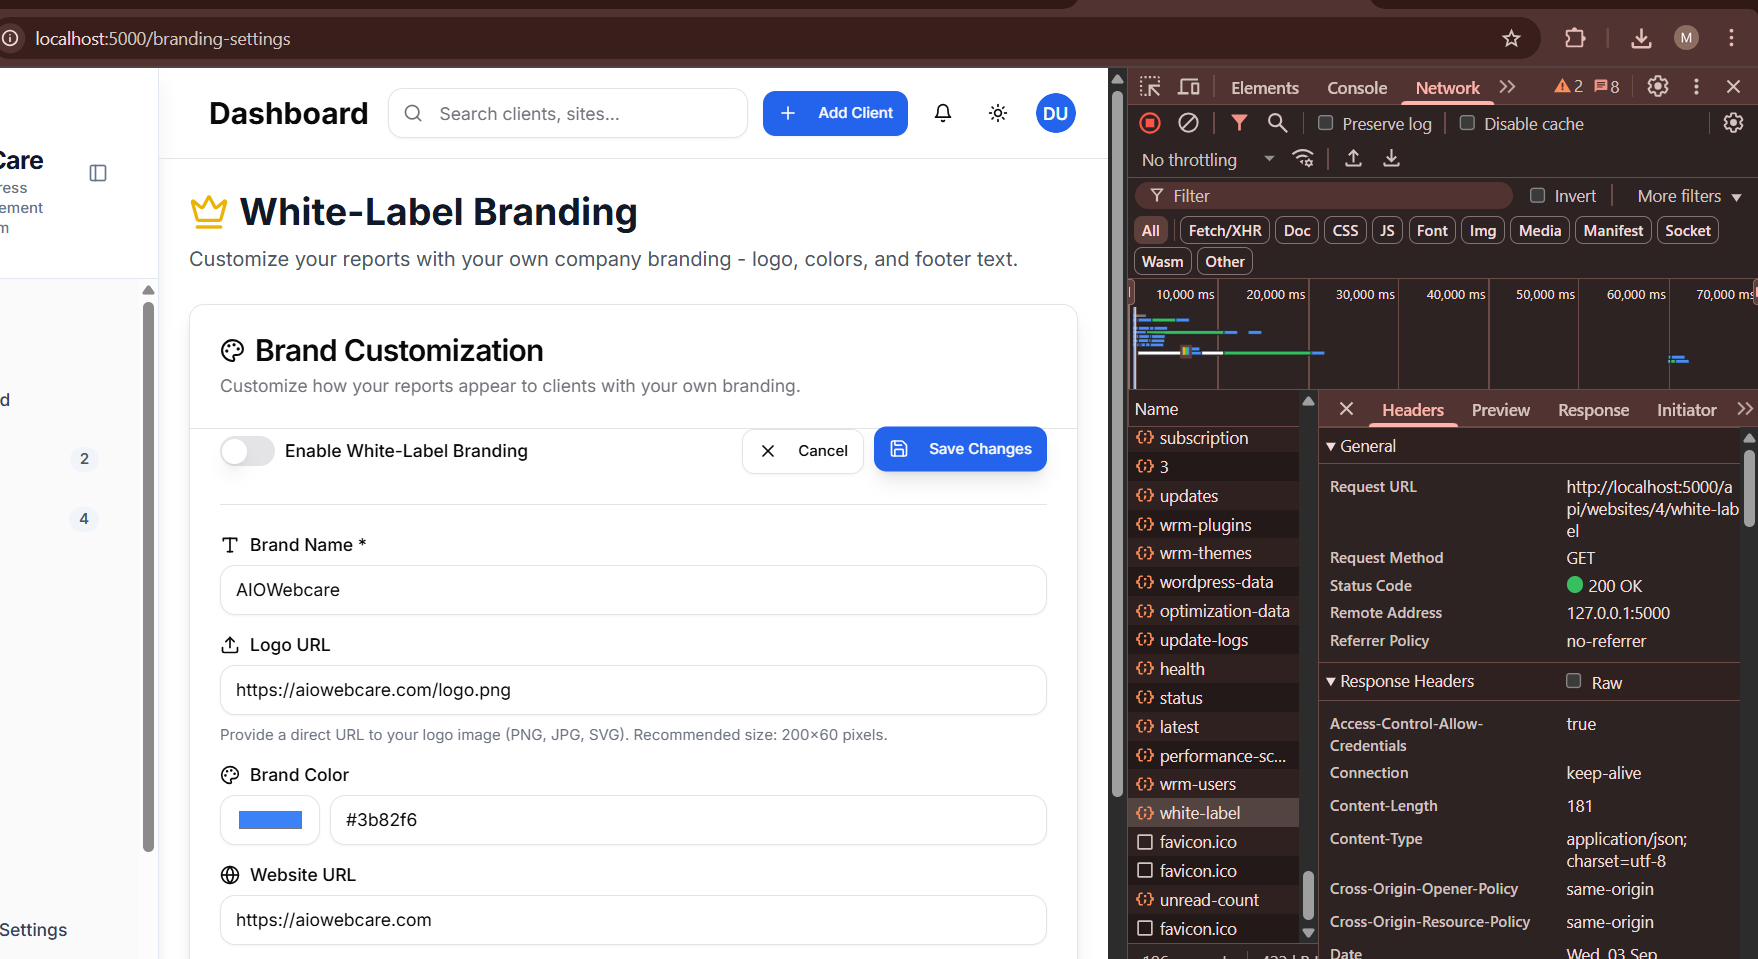 localhost:5000/branding-settings
M
Care
ress
ement
m
d
2
4
Settings
Dashboard
Search clients, sites...
Add Client
DU
White-Label Branding
Customize your reports with your own company branding - logo, colors, and footer text.
Brand Customization
Customize how your reports appear to clients with your own branding.
Enable White-Label Branding
Cancel
Save Changes
Brand Name *
AIOWebcare
Logo URL
https://aiowebcare.com/logo.png
Provide a direct URL to your logo image (PNG, JPG, SVG). Recommended size: 200×60 pixels.
Brand Color
#3b82f6
Website URL
https://aiowebcare.com
Elements Console Network 2 8
Preserve log Disable cache
No throttling
Filter Invert More filters
All Fetch/XHR Doc CSS JS Font Img Media Manifest Socket
Wasm Other
10,000 ms 20,000 ms 30,000 ms 40,000 ms 50,000 ms 60,000 ms 70,000 ms
Name
subscription
3
updates
wrm-plugins
wrm-themes
wordpress-data
optimization-data
update-logs
health
status
latest
performance-sc...
wrm-users
white-label
favicon.ico
favicon.ico
unread-count
favicon.ico
Headers Preview Response Initiator
General
Request URL http://localhost:5000/a
pi/websites/4/white-lab
el
Request Method GET
Status Code 200 OK
Remote Address 127.0.0.1:5000
Referrer Policy no-referrer
Response Headers Raw
Access-Control-Allow- true
Credentials
Connection keep-alive
Content-Length 181
Content-Type application/json;
charset=utf-8
Cross-Origin-Opener-Policy same-origin
Cross-Origin-Resource-Policy same-origin
Date Wed, 03 Sep